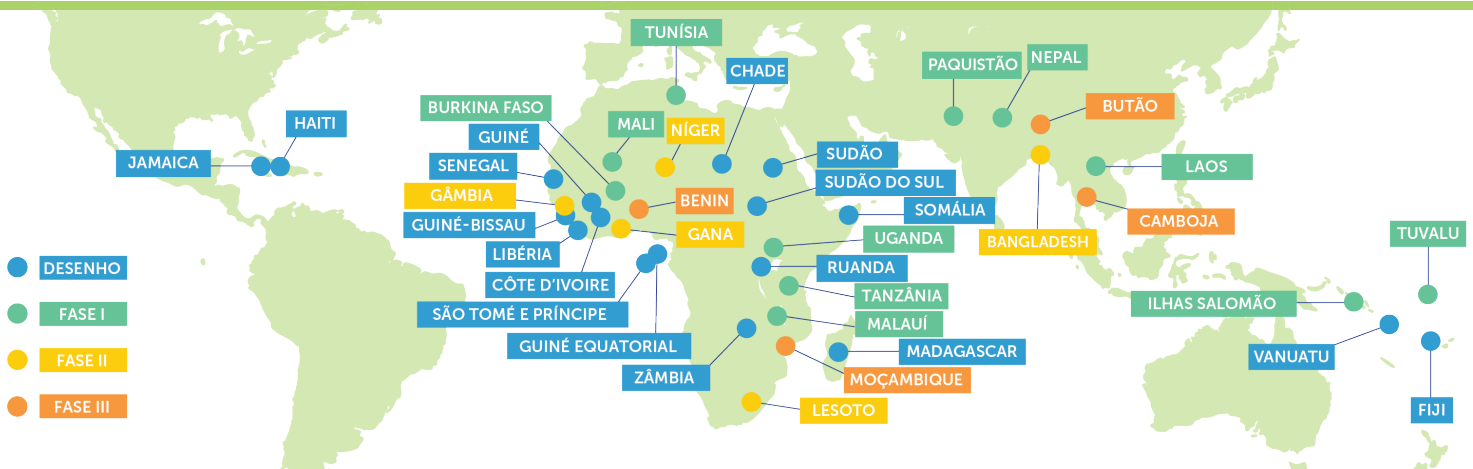 TUNÍSIA
CHADE
PAQUISTÃO
NEPAL
BURKINA FASO
BUTÃO
HAITI
MALI
NÍGER
GUINÉ
JAMAICA
SENEGAL
SUDÃO
LAOS
SUDÃO DO SUL
GÂMBIA
BENIN
SOMÁLIA
GUINÉ-BISSAU
CAMBOJA
GANA
UGANDA
BANGLADESH
TUVALU
LIBÉRIA
DESENHO
RUANDA
CÔTE D'IVOIRE
TANZÂNIA
ILHAS SALOMÃO
FASE I
SÃO TOMÉ E PRÍNCIPE
MALAUÍ
GUINÉ EQUATORIAL
MADAGASCAR
VANUATU
FASE II
ZÂMBIA
MOÇAMBIQUE
FASE III
LESOTO
FIJI